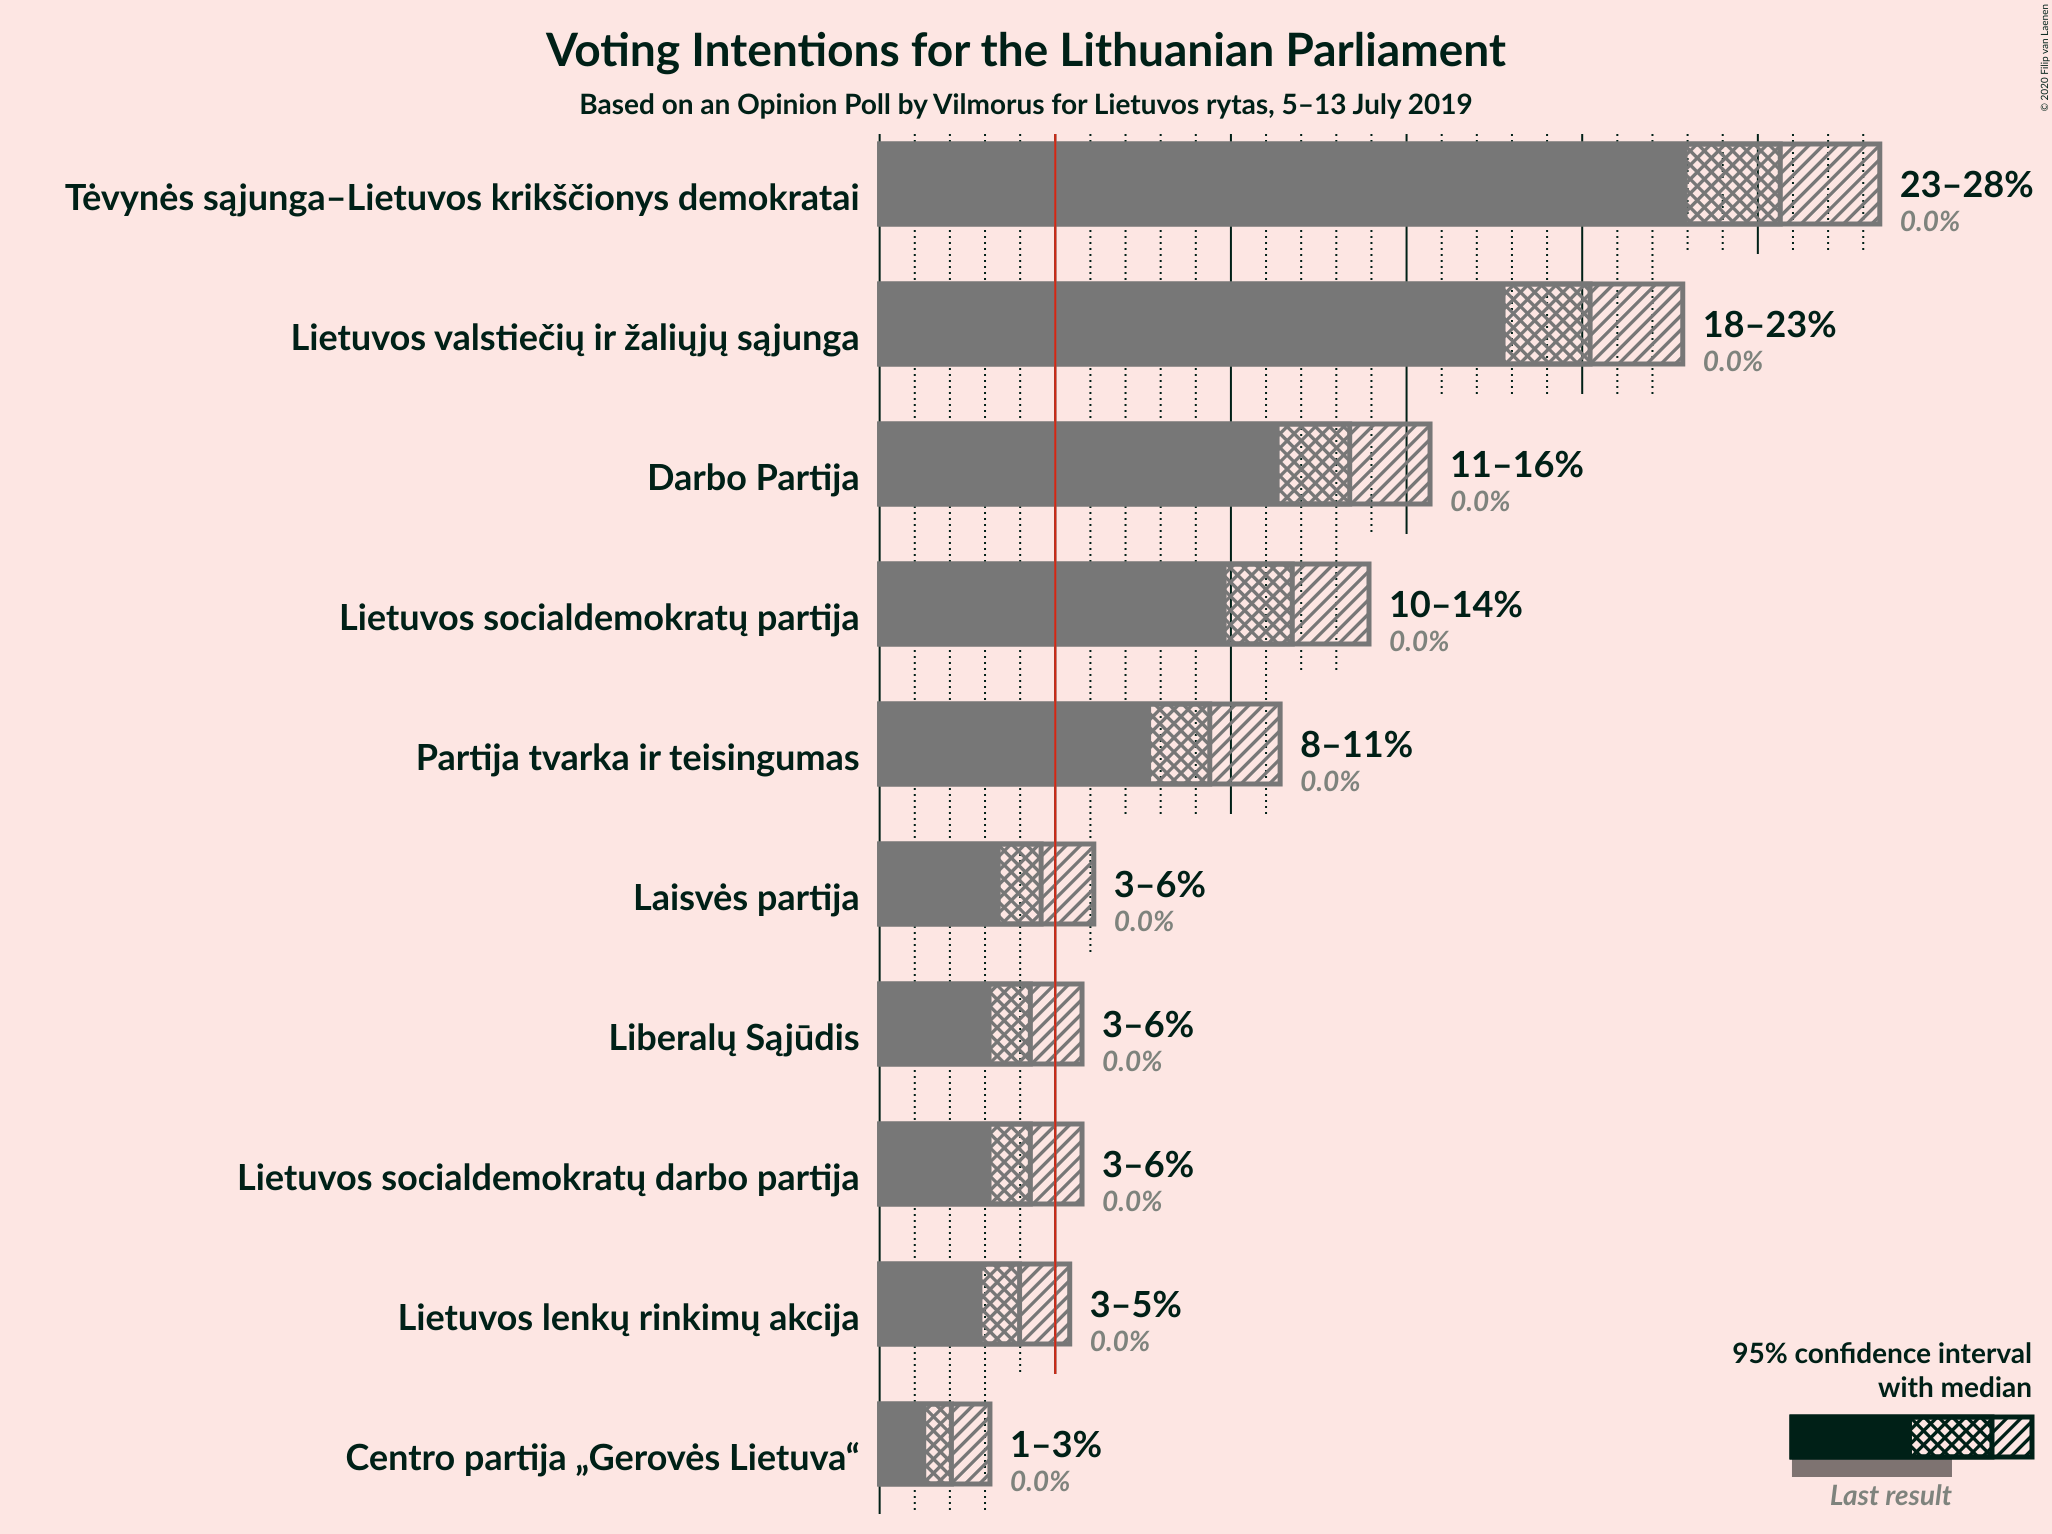 Voting Intentions for the Lithuanian Parliament
Based on an Opinion Poll by Vilmorus for Lietuvos rytas, 5–13 July 2019
© 2020 Filip van Laenen
Tėvynės sąjunga–Lietuvos krikščionys demokratai
23–28%
0.0%
Lietuvos valstiečių ir žaliųjų sąjunga
18–23%
0.0%
Darbo Partija
11–16%
0.0%
Lietuvos socialdemokratų partija
10–14%
0.0%
Partija tvarka ir teisingumas
8–11%
0.0%
Laisvės partija
3–6%
0.0%
Liberalų Sąjūdis
3–6%
0.0%
Lietuvos socialdemokratų darbo partija
3–6%
0.0%
Lietuvos lenkų rinkimų akcija
3–5%
0.0%
Centro partija „Gerovės Lietuva“
1–3%
0.0%
95% confidence interval
with median
Last result